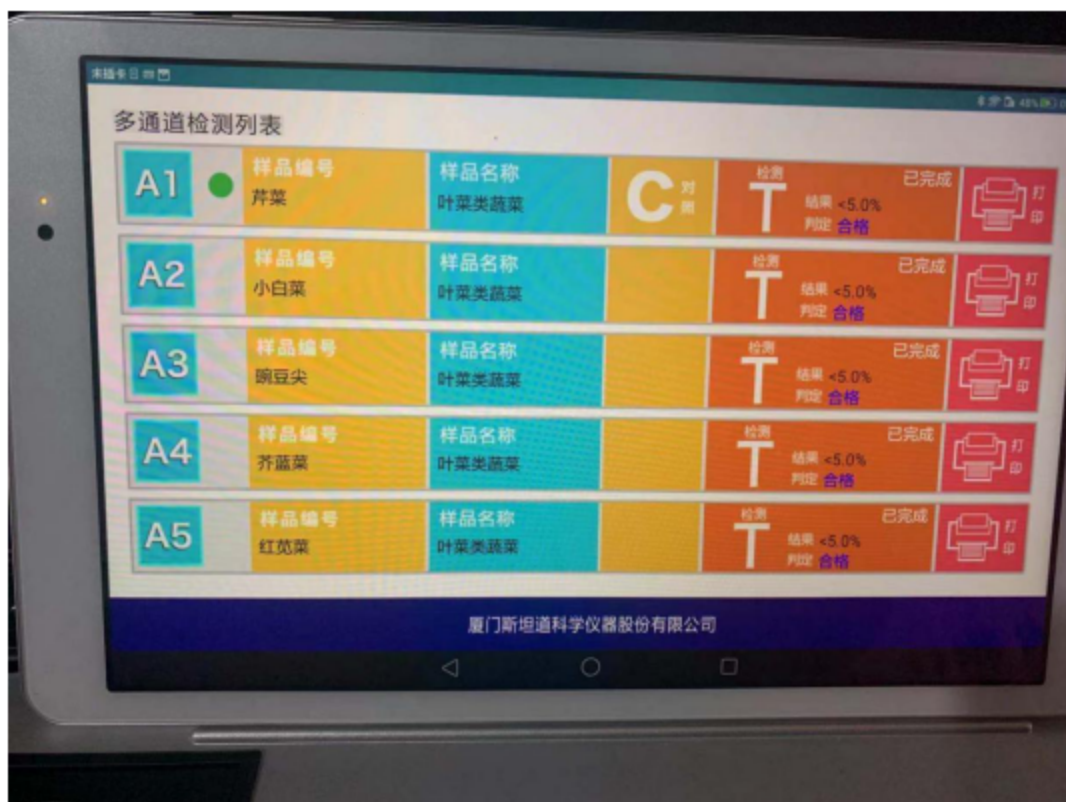 未插卡
48%
多通道检测列表
A1
样品编号
芹菜
样品名称
叶菜类蔬菜
C 对照
检测
T
已完成
结果 <5.0%
判定 合格
打印
A2
样品编号
小白菜
样品名称
叶菜类蔬菜
检测
T
已完成
结果 <5.0%
判定 合格
打印
A3
样品编号
豌豆尖
样品名称
叶菜类蔬菜
检测
T
已完成
结果 <5.0%
判定 合格
打印
A4
样品编号
芥蓝菜
样品名称
叶菜类蔬菜
检测
T
已完成
结果 <5.0%
判定 合格
打印
A5
样品编号
红苋菜
样品名称
叶菜类蔬菜
检测
T
已完成
结果 <5.0%
判定 合格
打印
厦门斯坦道科学仪器股份有限公司